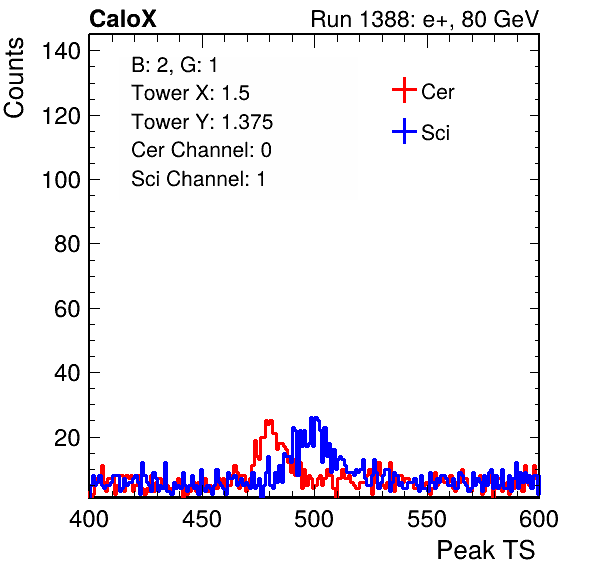 CaloX Run 1388: e+, 80 GeV
Counts
140
120
100
80
60
40
20
B: 2, G: 1
Tower X: 1.5
Tower Y: 1.375
Cer Channel: 0
Sci Channel: 1
Cer
Sci
400 450 500 550 600
Peak TS